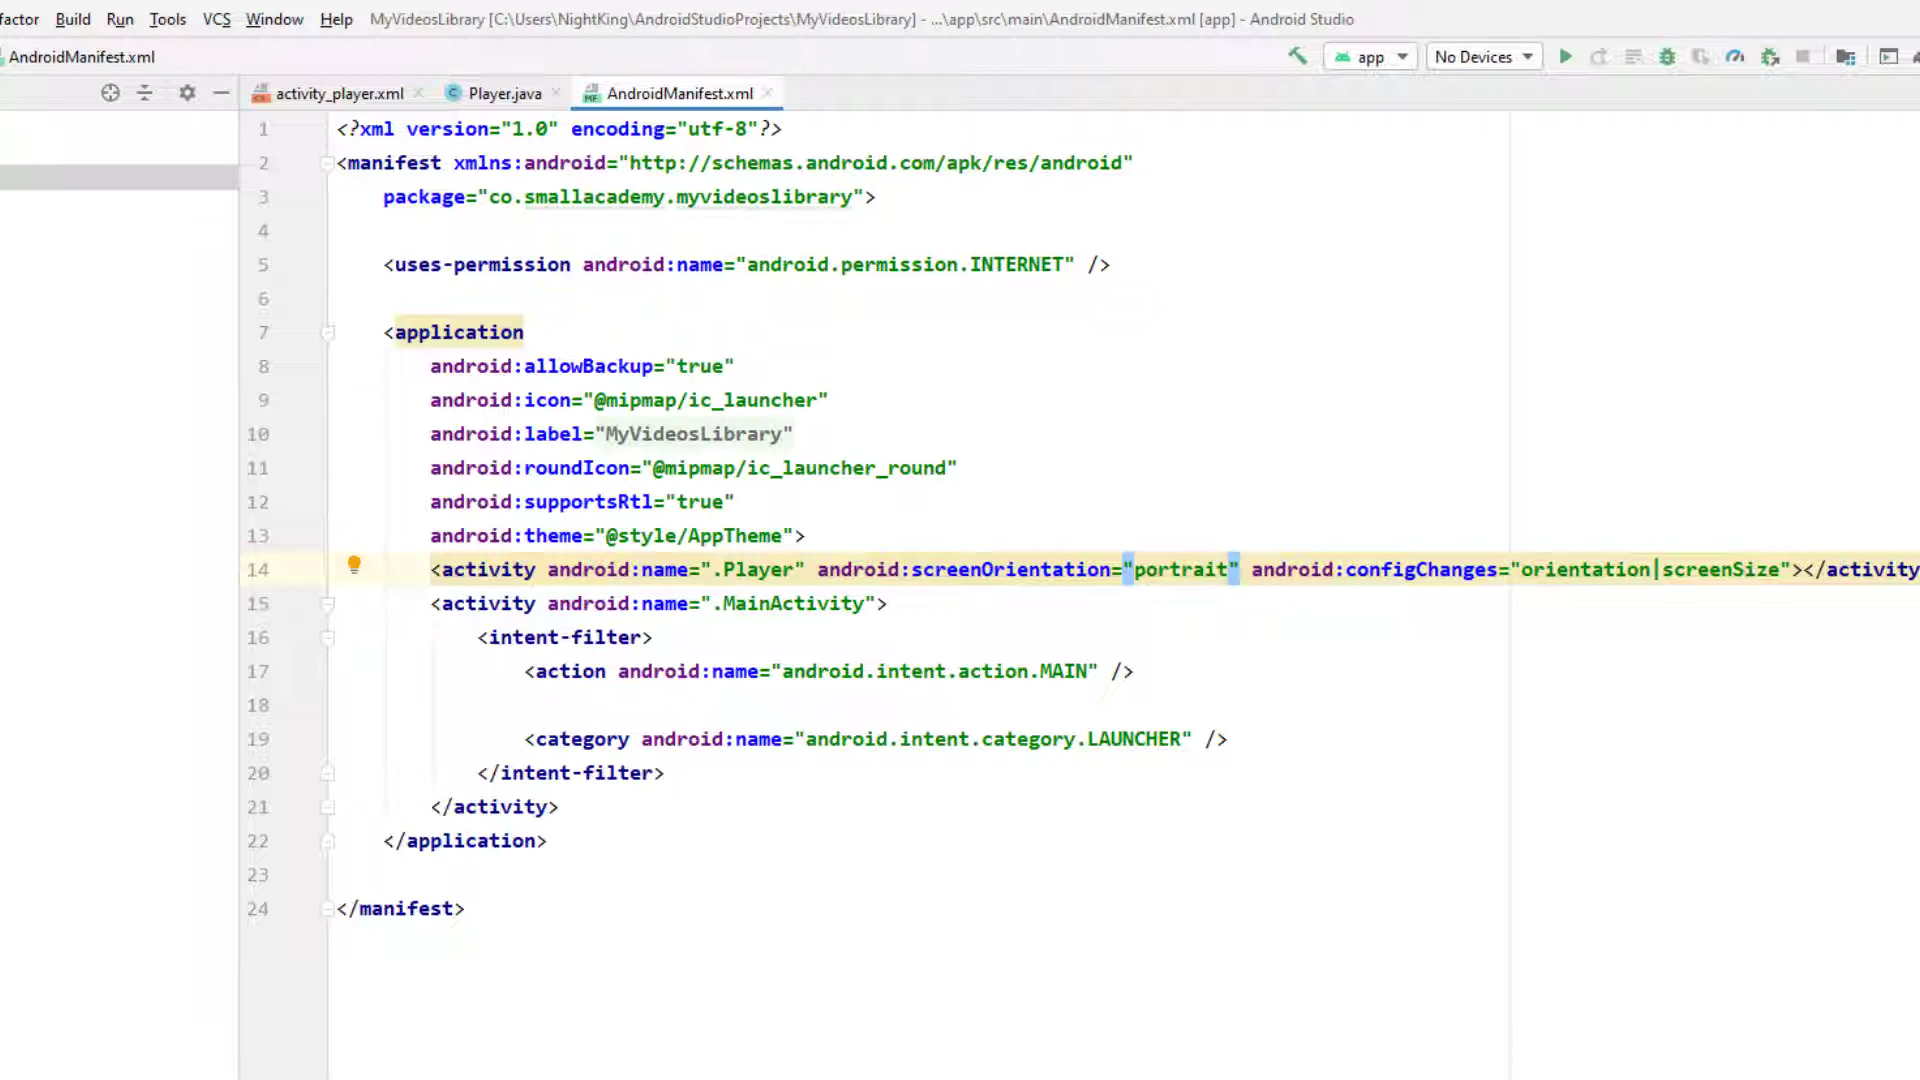 factor Build Run Tools VCS Window Help MyVideosLibrary [C:\Users\NightKing\AndroidStudioProjects\MyVideosLibrary] - ...\app\src\main\AndroidManifest.xml [app] - Android Studio
AndroidManifest.xml app No Devices
activity_player.xml Player.java AndroidManifest.xml
1 <?xml version="1.0" encoding="utf-8"?>
2 <manifest xmlns:android="http://schemas.android.com/apk/res/android"
3 package="co.smallacademy.myvideoslibrary">
4
5 <uses-permission android:name="android.permission.INTERNET" />
6
7 <application
8 android:allowBackup="true"
9 android:icon="@mipmap/ic_launcher"
10 android:label="MyVideosLibrary"
11 android:roundIcon="@mipmap/ic_launcher_round"
12 android:supportsRtl="true"
13 android:theme="@style/AppTheme">
14 <activity android:name=".Player" android:screenOrientation="portrait" android:configChanges="orientation|screenSize"></activity
15 <activity android:name=".MainActivity">
16 <intent-filter>
17 <action android:name="android.intent.action.MAIN" />
18
19 <category android:name="android.intent.category.LAUNCHER" />
20 </intent-filter>
21 </activity>
22 </application>
23
24 </manifest>